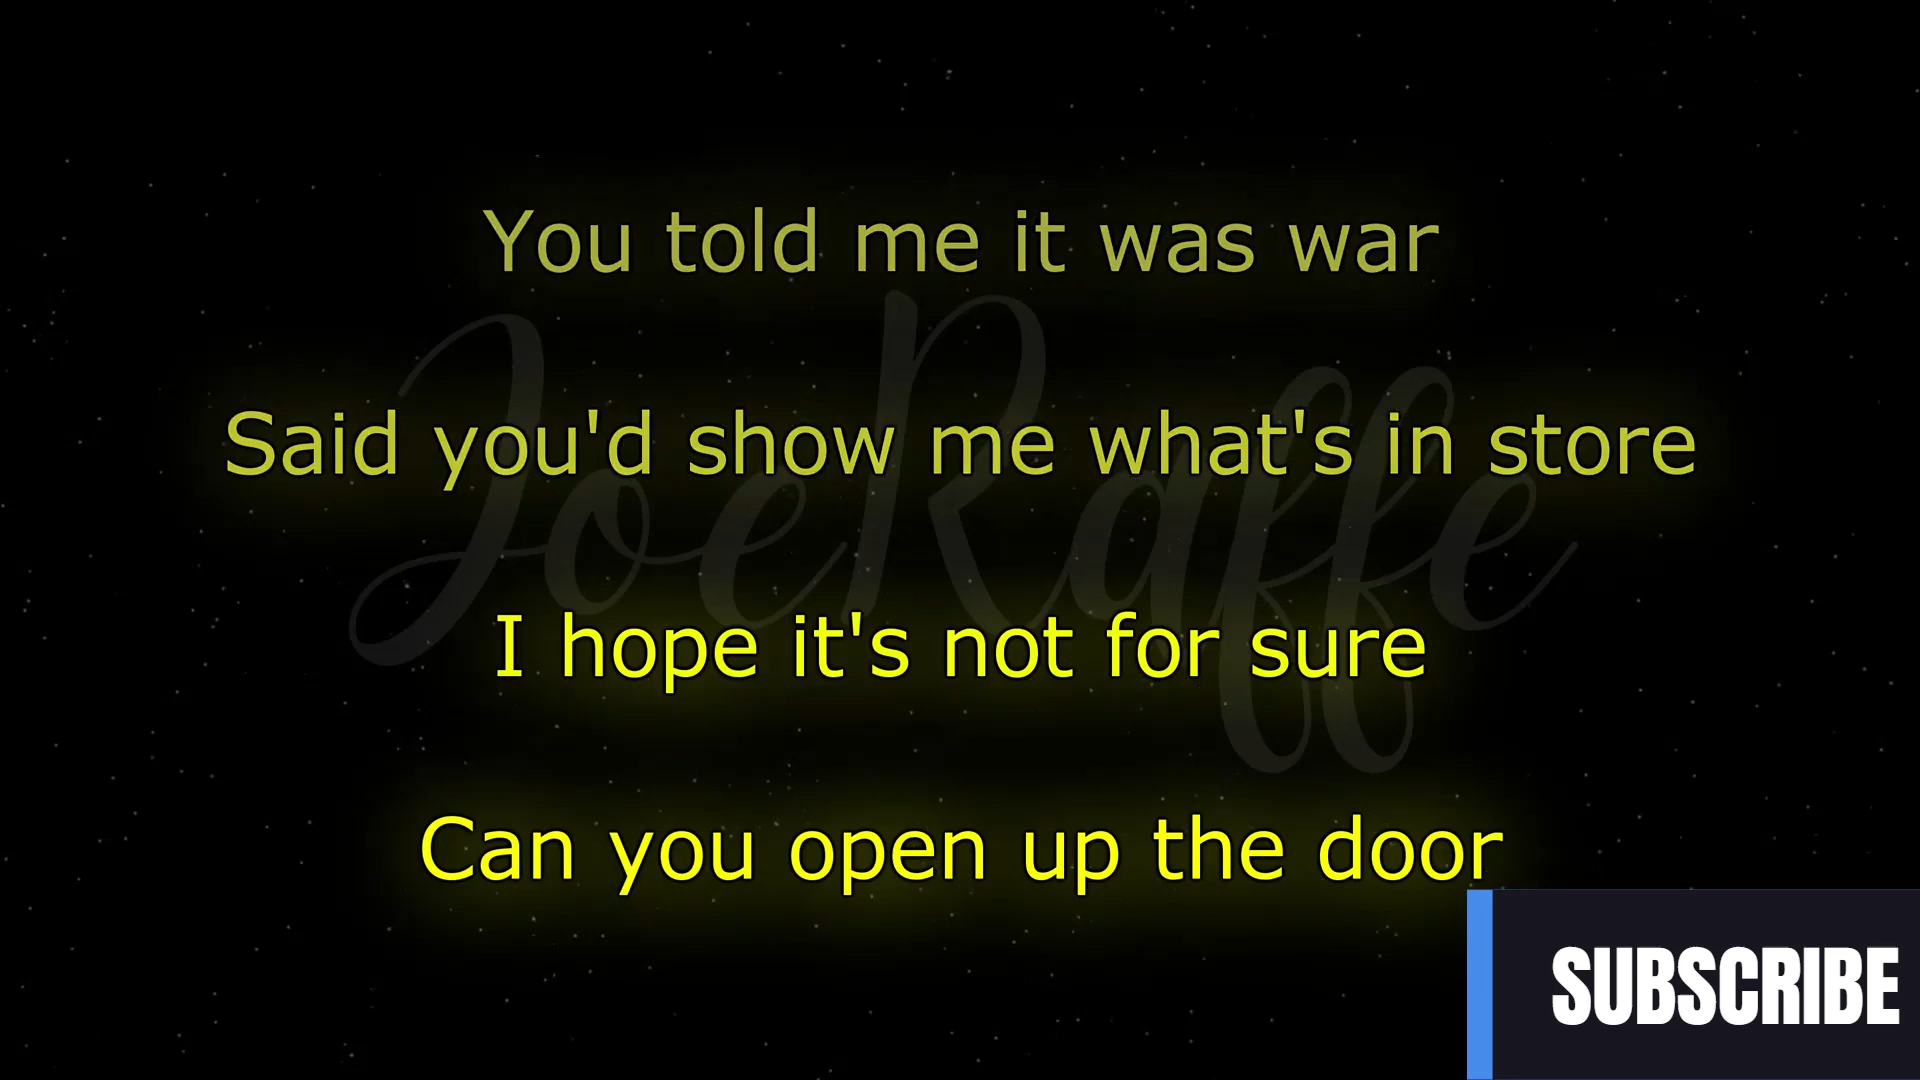 You told me it was war
Said you'd show me what's in store
JoeRaffe
I hope it's not for sure
Can you open up the door
SUBSCRIBE